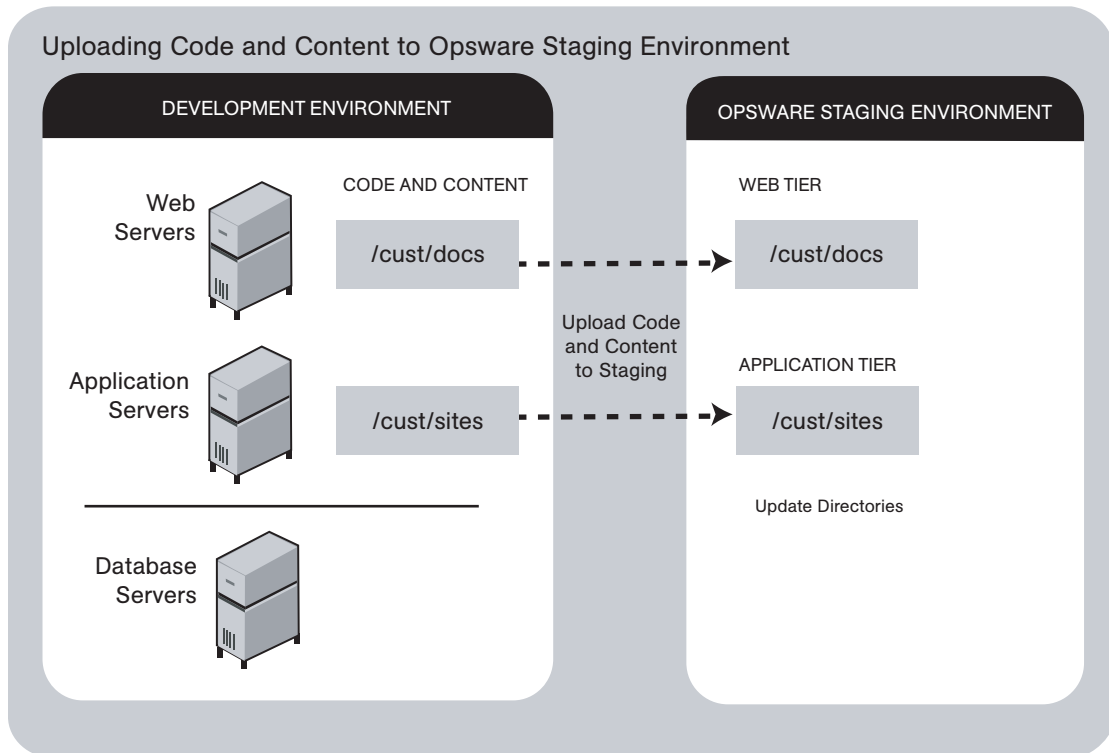 Uploading Code and Content to Opsware Staging Environment
DEVELOPMENT ENVIRONMENT
Web
Servers
CODE AND CONTENT
/cust/docs
Application
Servers
/cust/sites
Database
Servers
Upload Code
and Content
to Staging
OPSWARE STAGING ENVIRONMENT
WEB TIER
/cust/docs
APPLICATION TIER
/cust/sites
Update Directories